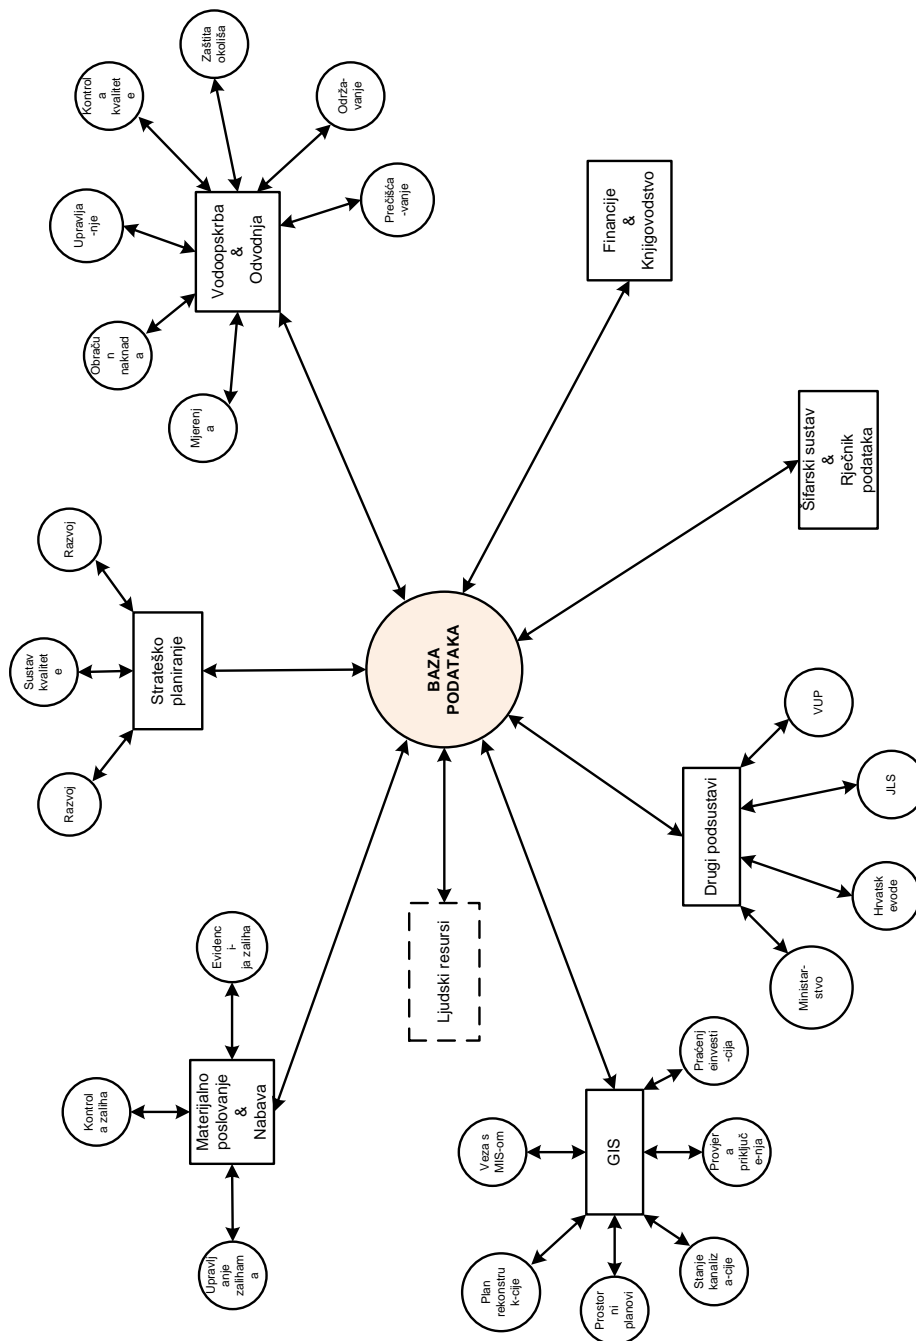 Upravlj
anje
zaliham
a
Kontrol
a zaliha
Evidenc
i-
ja zaliha
Materijalno
poslovanje
&
Nabava
Razvoj
Sustav
kvalitet
e
Razvoj
Strateško
planiranje
Mjerenj
a
Obraču
n
naknad
a
Upravlja
-nje
Kontrol
a
kvalitet
e
Zaštita
okoliša
Održa-
vanje
Prečišća
-vanje
Vodoopskrba
&
Odvodnja
Ljudski resursi
BAZA
PODATAKA
Financije
&
Knjigovodstvo
Šifarski sustav
&
Rječnik
podataka
GIS
Plan
rekonstru
k-cije
Veza s
MIS-om
Prostor
ni
planovi
Stanje
kanaliz
a-cije
Provjer
a
priključ
e-nja
Praćenj
einvesti
-cija
Drugi podsustavi
Ministar-
stvo
Hrvatsk
evode
JLS
VUP